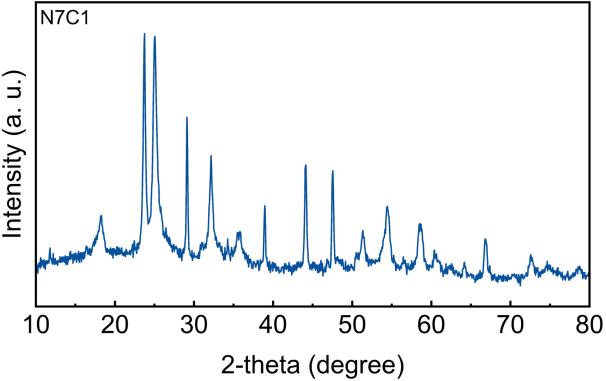 N7C1
Intensity (a. u.)
10 20 30 40 50 60 70 80
2-theta (degree)